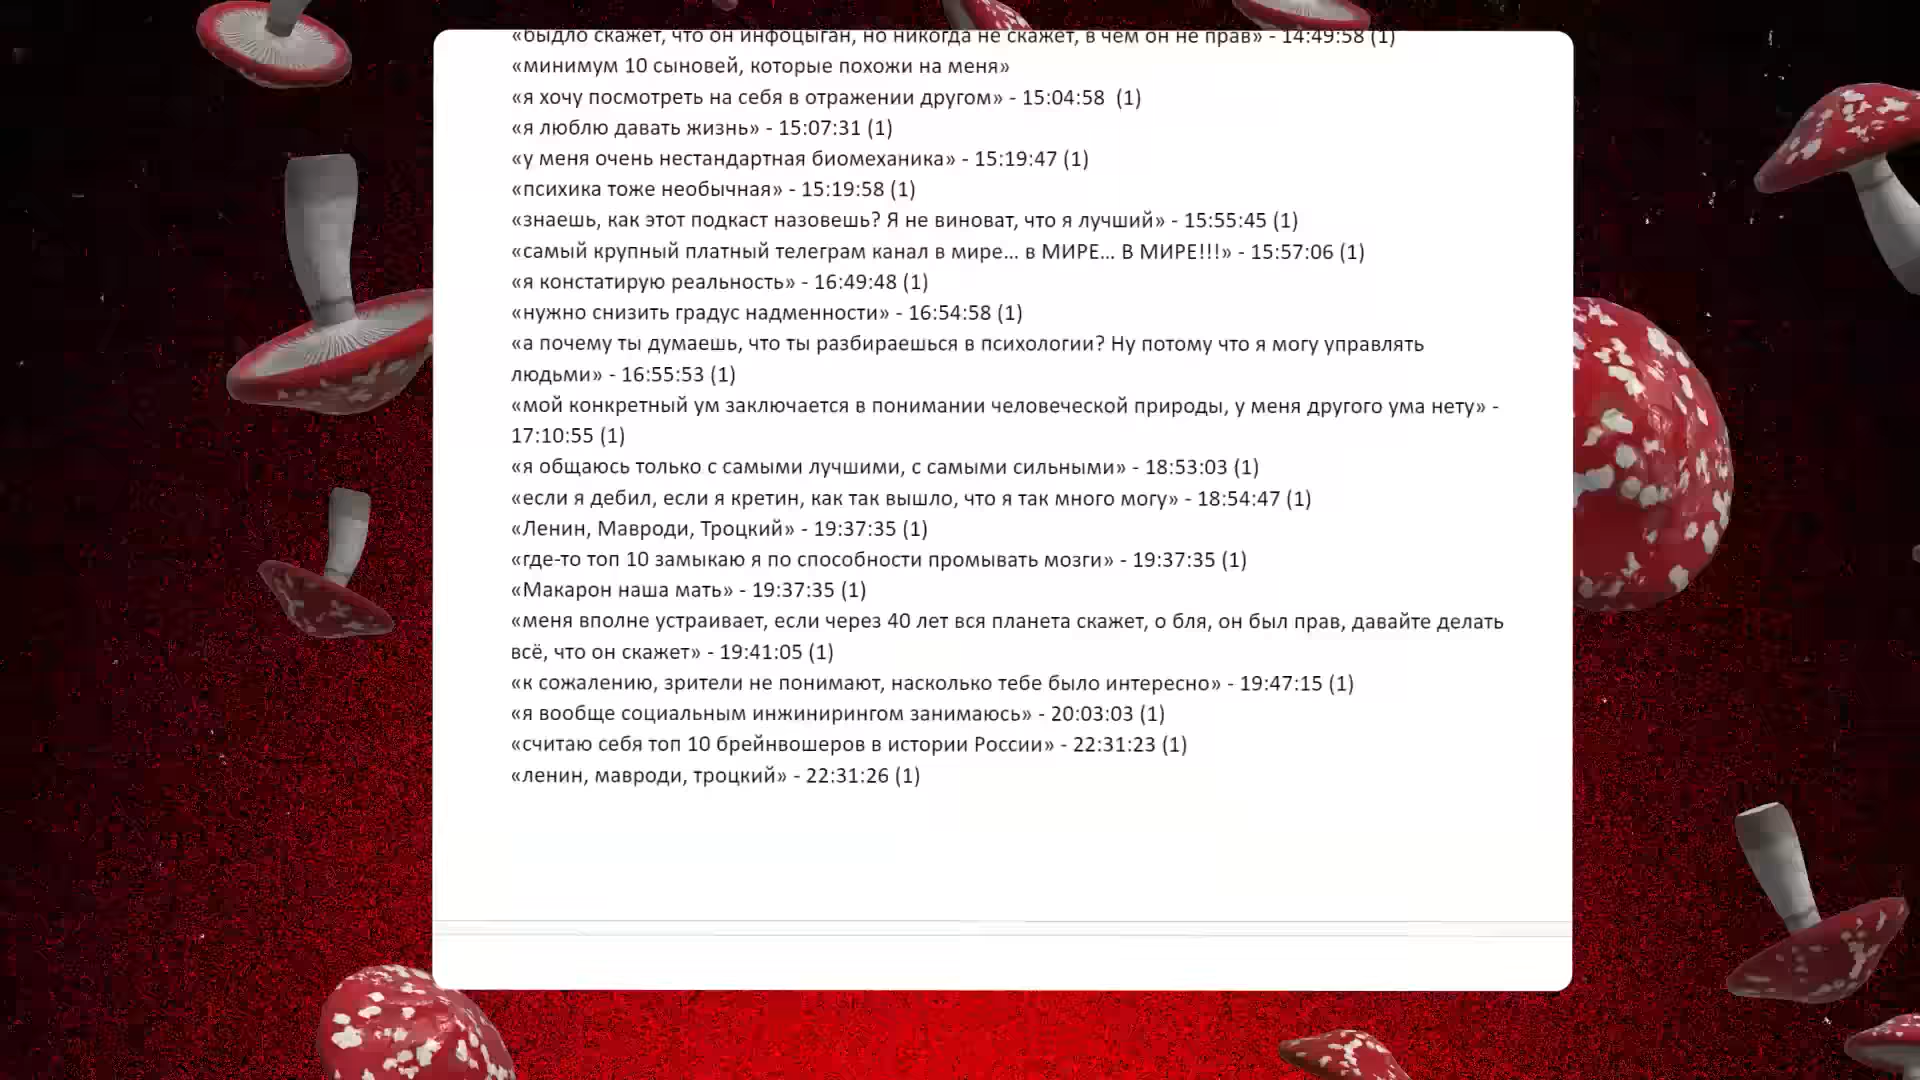 «быдло скажет, что он инфоцыган, но никогда не скажет, в чем он не прав» - 14:49:58 (1)
«минимум 10 сыновей, которые похожи на меня»
«я хочу посмотреть на себя в отражении другом» - 15:04:58  (1)
«я люблю давать жизнь» - 15:07:31 (1)
«у меня очень нестандартная биомеханика» - 15:19:47 (1)
«психика тоже необычная» - 15:19:58 (1)
«знаешь, как этот подкаст назовешь? Я не виноват, что я лучший» - 15:55:45 (1)
«самый крупный платный телеграм канал в мире... в МИРЕ... В МИРЕ!!!» - 15:57:06 (1)
«я констатирую реальность» - 16:49:48 (1)
«нужно снизить градус надменности» - 16:54:58 (1)
«а почему ты думаешь, что ты разбираешься в психологии? Ну потому что я могу управлять
людьми» - 16:55:53 (1)
«мой конкретный ум заключается в понимании человеческой природы, у меня другого ума нету» -
17:10:55 (1)
«я общаюсь только с самыми лучшими, с самыми сильными» - 18:53:03 (1)
«если я дебил, если я кретин, как так вышло, что я так много могу» - 18:54:47 (1)
«Ленин, Мавроди, Троцкий» - 19:37:35 (1)
«где-то топ 10 замыкаю я по способности промывать мозги» - 19:37:35 (1)
«Макарон наша мать» - 19:37:35 (1)
«меня вполне устраивает, если через 40 лет вся планета скажет, о бля, он был прав, давайте делать
всё, что он скажет» - 19:41:05 (1)
«к сожалению, зрители не понимают, насколько тебе было интересно» - 19:47:15 (1)
«я вообще социальным инжинирингом занимаюсь» - 20:03:03 (1)
«считаю себя топ 10 брейнвошеров в истории России» - 22:31:23 (1)
«ленин, мавроди, троцкий» - 22:31:26 (1)